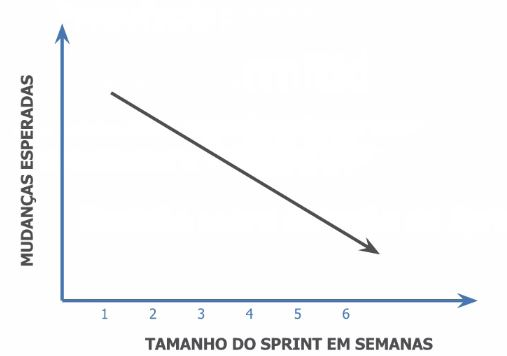 MUDANÇAS ESPERADAS
1 2 3 4 5 6
TAMANHO DO SPRINT EM SEMANAS